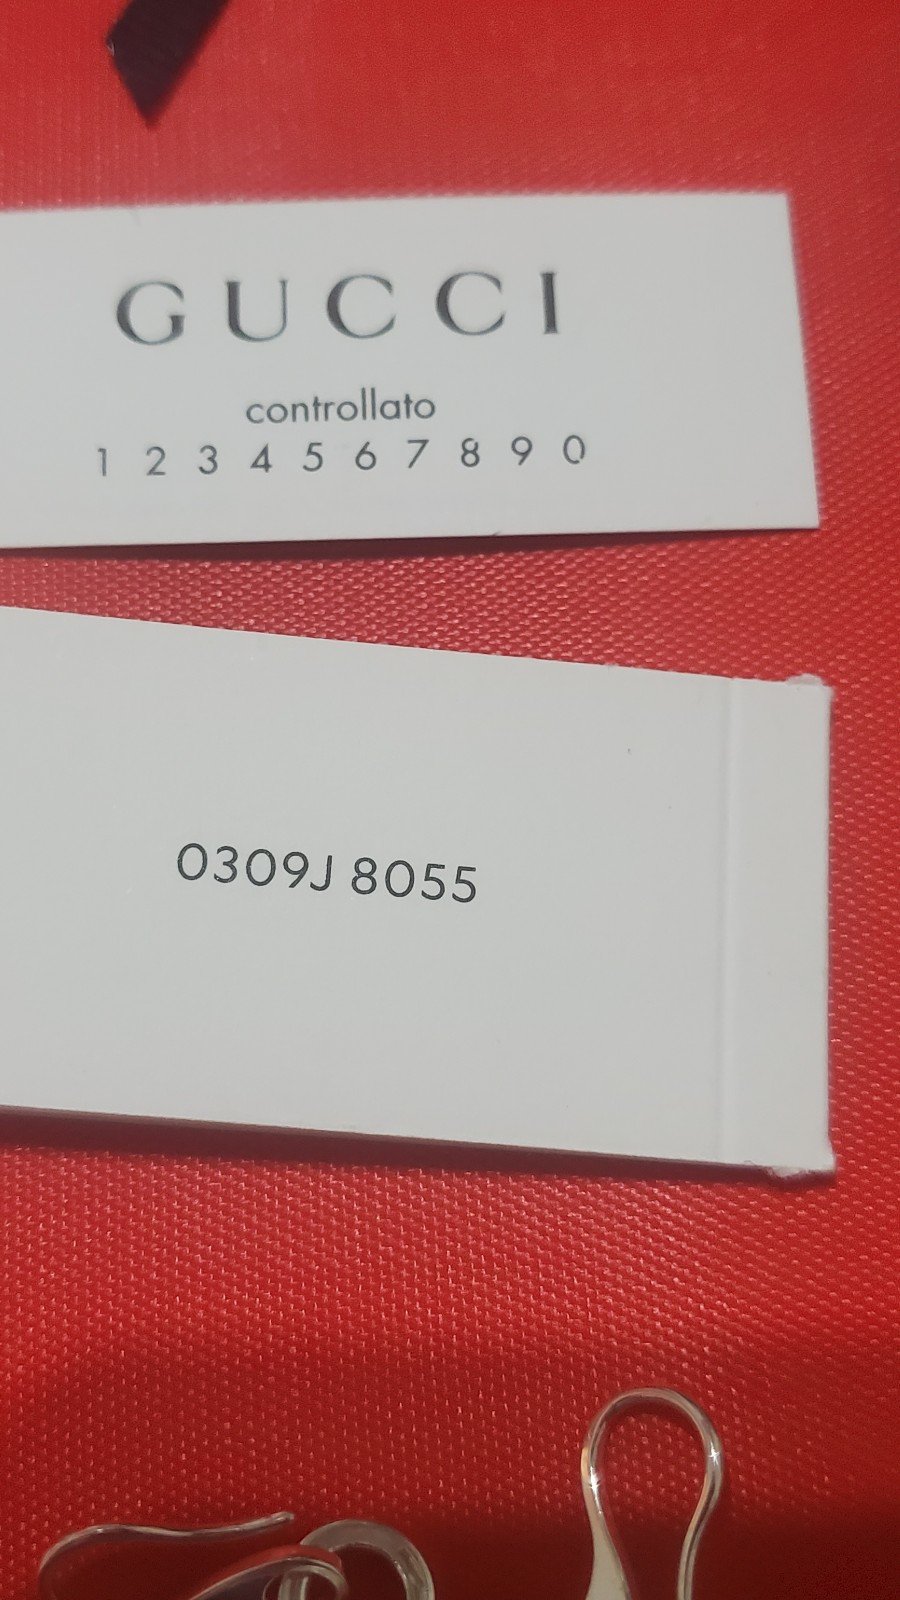 GUCCI
controllato
1 2 3 4 5 6 7 8 9 0
0309J 8055